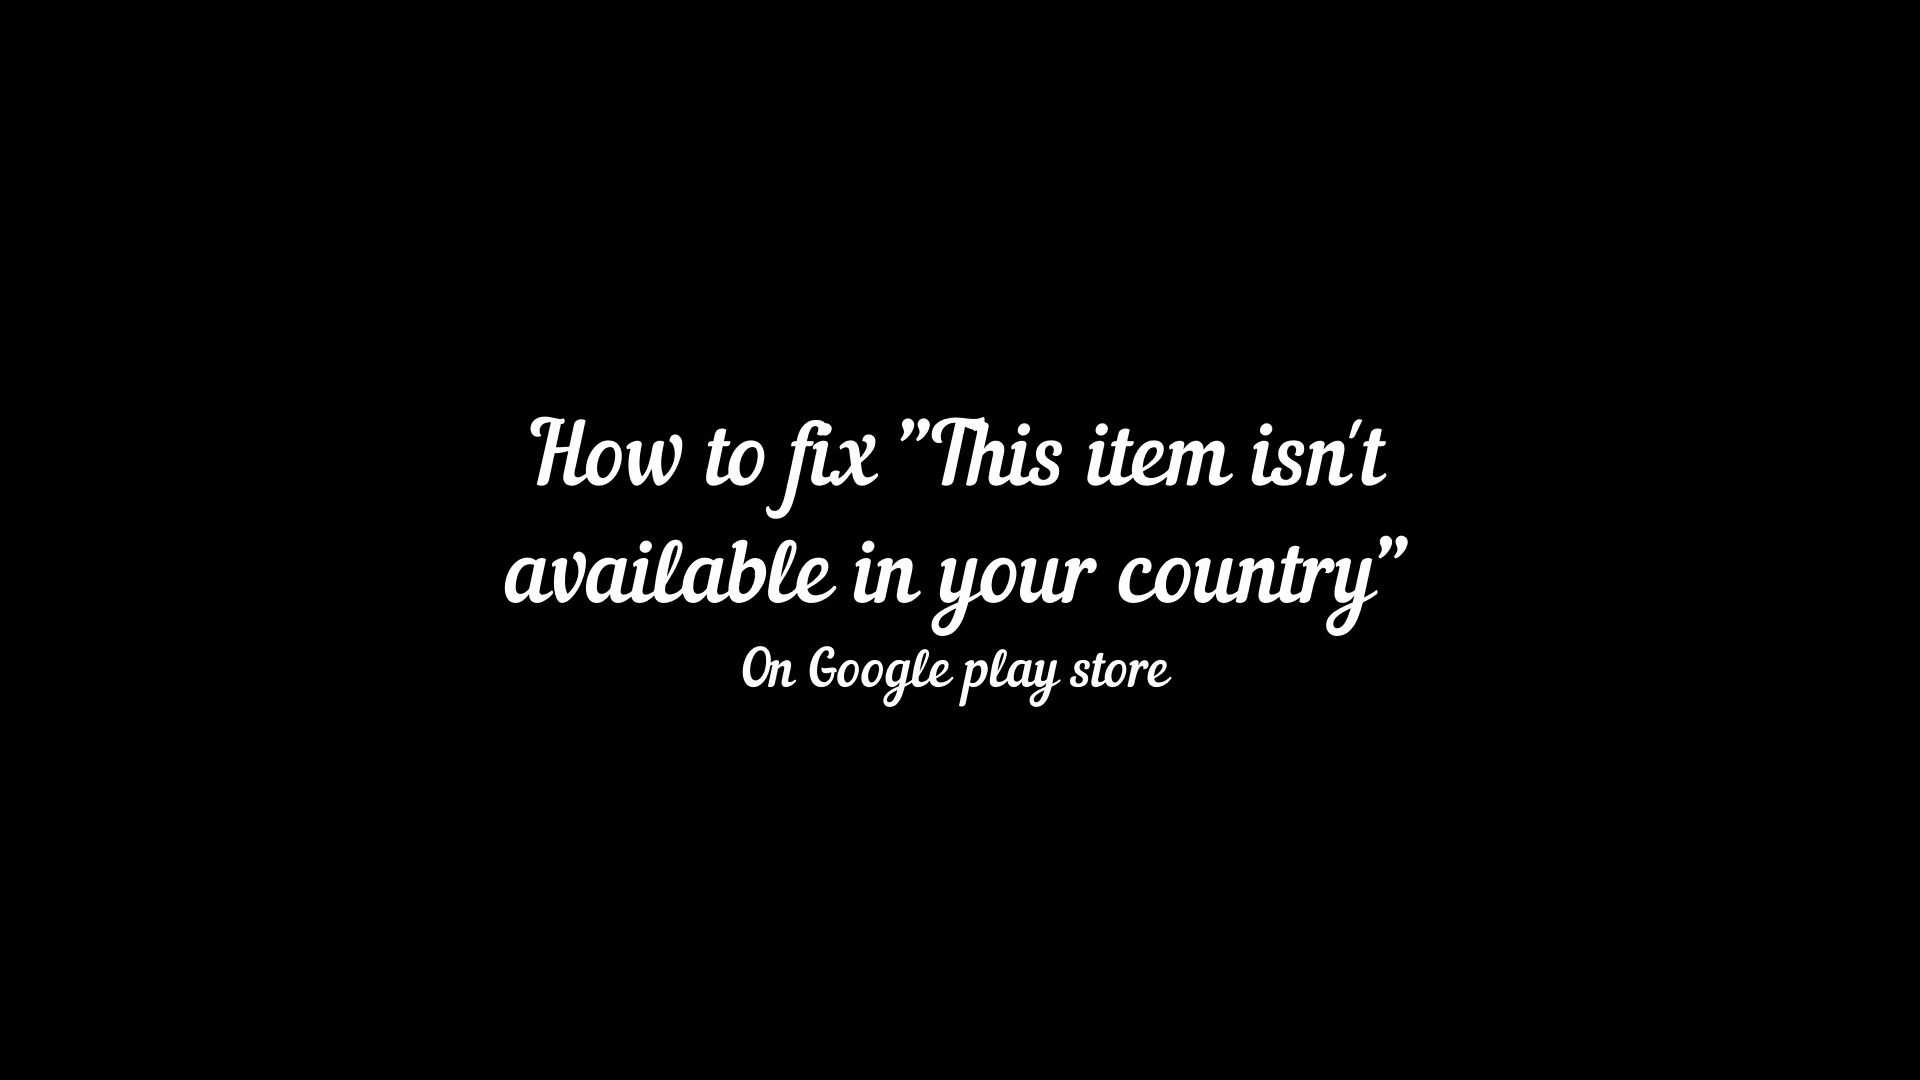 How to fix "This item isn't
available in your country"
On Google play store